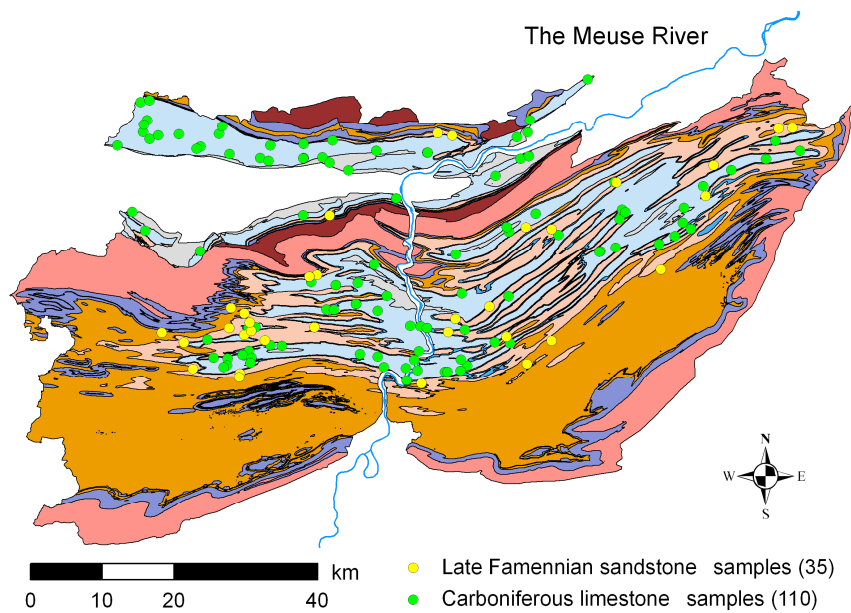 The Meuse River
N
W E
S
km
0 10 20 40
Late Famennian sandstone samples (35)
Carboniferous limestone samples (110)